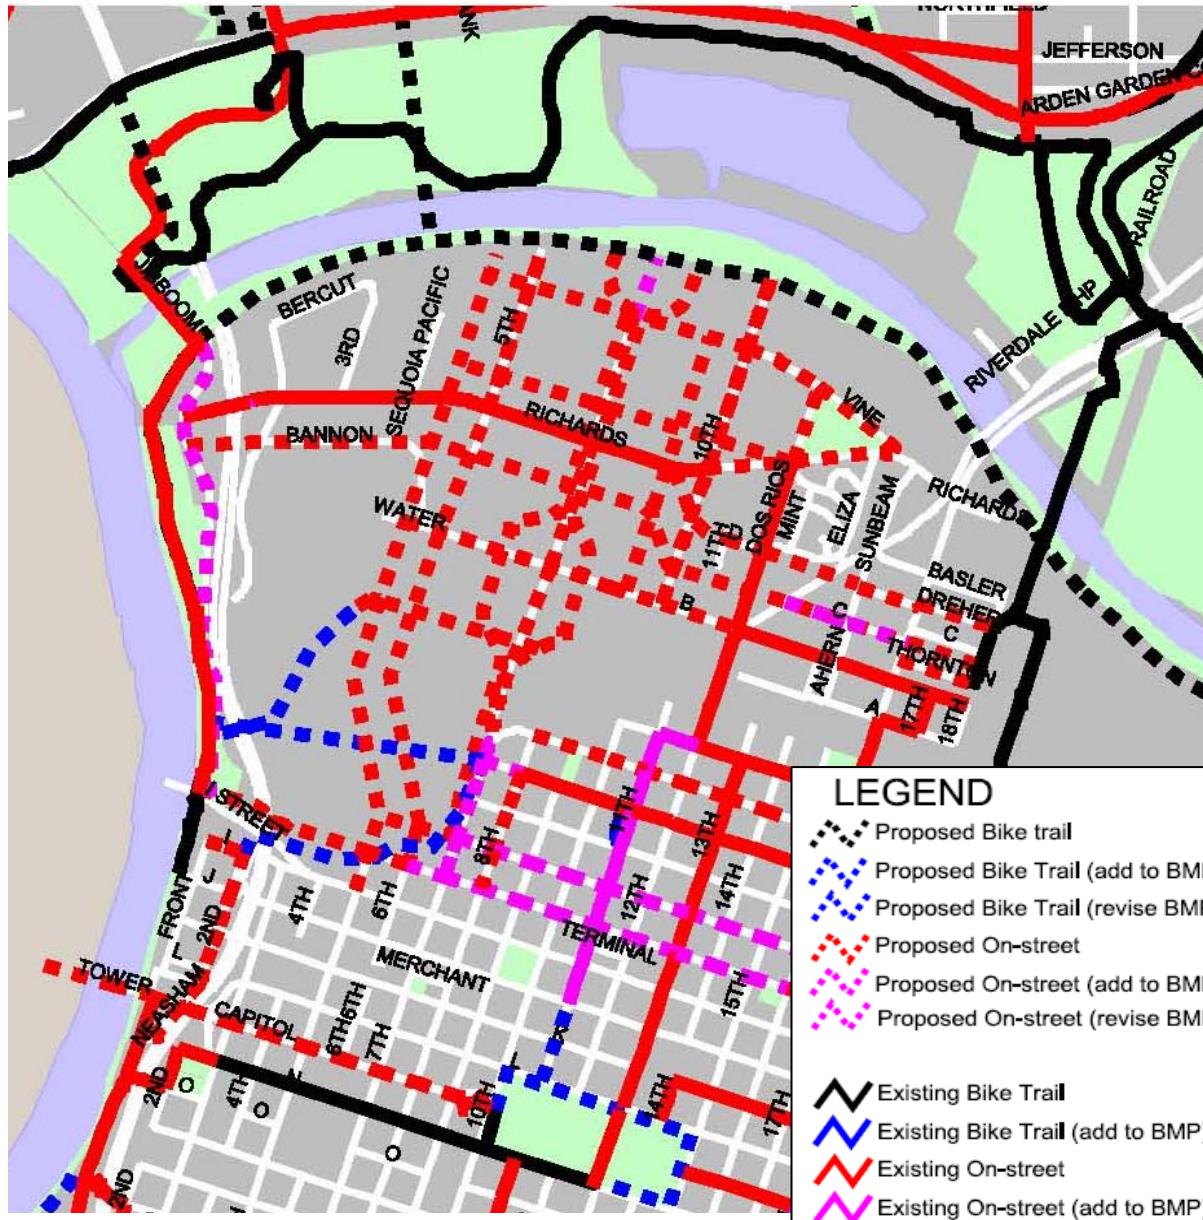 NORTHFIELD
JEFFERSON
ARDEN GARDEN C
RAILROAD
JIBBOOM
BERCUT
3RD
SEQUOIA PACIFIC
5TH
RIVERDALE
VINE
RICHARDS
10TH
BANNON
WATER
DOS RIOS
MINT
ELIZA
SUNBEAM
RICHARDS
11TH
D
BASLER
DREHER
B
C
C
THORNTON
AHERN
A
17TH
18TH
I STREET
I
J
L
FRONT
2ND
4TH
6TH
8TH
11TH
13TH
14TH
12TH
TERMINAL
MERCHANT
15TH
TOWER
NEASHAM
CAPITOL
6TH
6TH
7TH
2ND
O
4TH
O
N
O
10TH
L
14TH
17TH
2ND
4TH
LEGEND
Proposed Bike trail
Proposed Bike Trail (add to BMP
Proposed Bike Trail (revise BMP
Proposed On-street
Proposed On-street (add to BMP
Proposed On-street (revise BMP
Existing Bike Trail
Existing Bike Trail (add to BMP
Existing On-street
Existing On-street (add to BMP